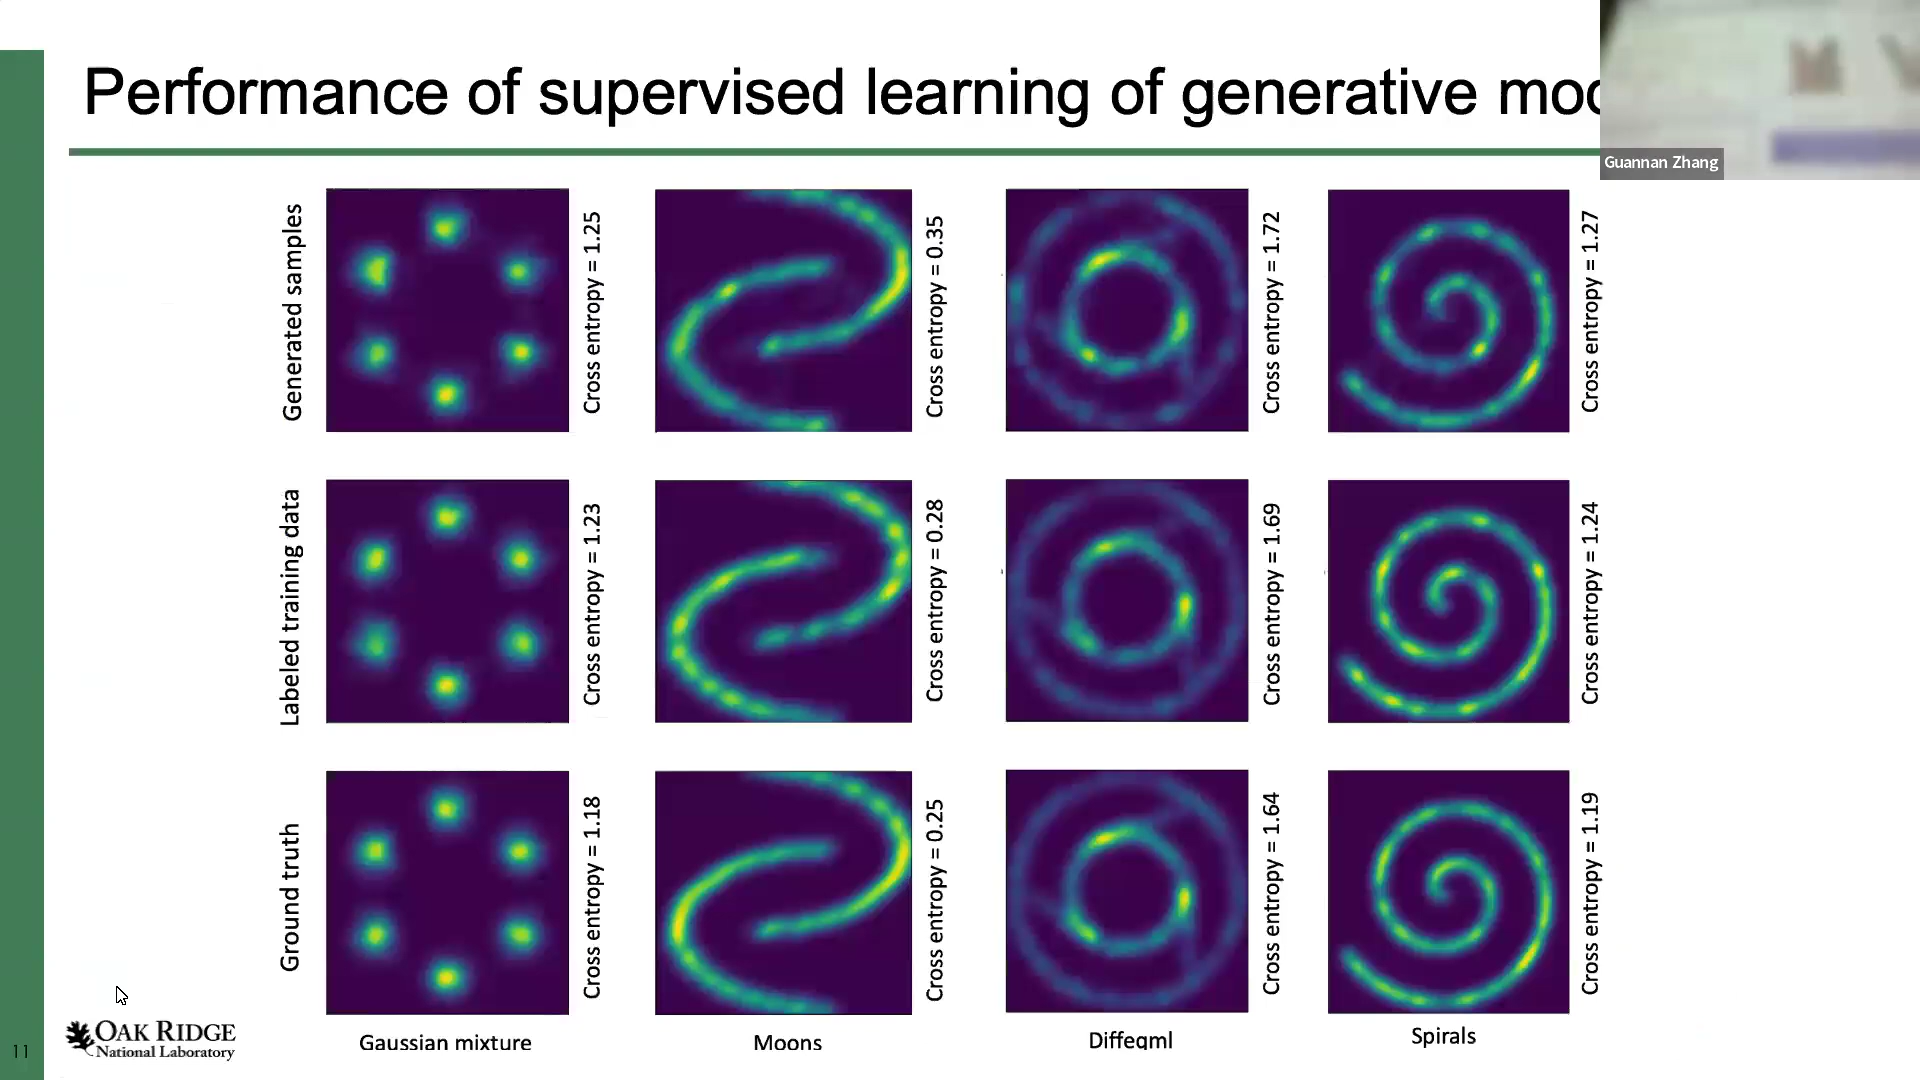 Performance of supervised learning of generative mod
Guannan Zhang
Generated samples
Cross entropy = 1.25
Cross entropy = 0.35
Cross entropy = 1.72
Cross entropy = 1.27
Labeled training data
Cross entropy = 1.23
Cross entropy = 0.28
Cross entropy = 1.69
Cross entropy = 1.24
Ground truth
Cross entropy = 1.18
Cross entropy = 0.25
Cross entropy = 1.64
Cross entropy = 1.19
Gaussian mixture
Moons
Diffeqml
Spirals
OAK RIDGE
National Laboratory
11